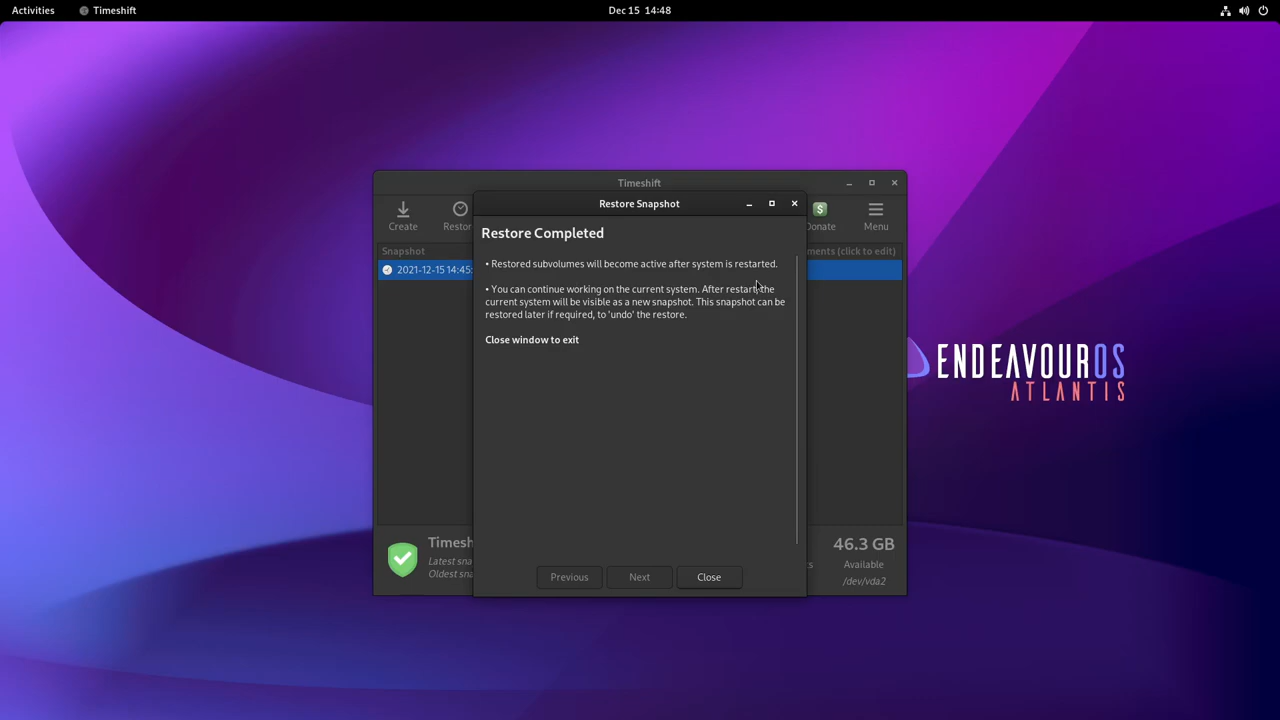 Activities
Timeshift
Dec 15 14:48
Timeshift
Restore Snapshot
Create
Restor
$
Donate
Menu
Snapshot
ments (click to edit)
2021-12-15 14:45:
Restore Completed
• Restored subvolumes will become active after system is restarted.
• You can continue working on the current system. After restart the
current system will be visible as a new snapshot. This snapshot can be
restored later if required, to 'undo' the restore.
Close window to exit
ENDEAVOUROS
ATLANTIS
Timesh
Latest sna
Oldest sna
46.3 GB
Available
/dev/vda2
Previous
Next
Close